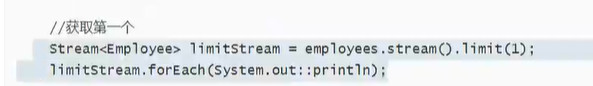 //获取第一个
Stream<Employee> limitStream = employees.stream().limit(1);
limitStream.forEach(System.out::println);